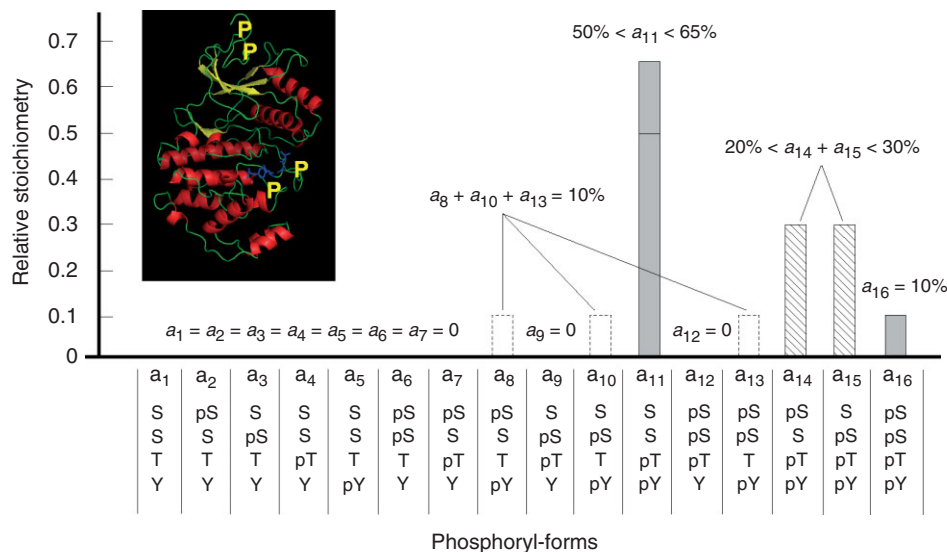 Relative stoichiometry
0.7
0.6
0.5
0.4
0.3
0.2
0.1
0
P
P
P
P
50% < a11 < 65%
20% < a14 + a15 < 30%
a8 + a10 + a13 = 10%
a16 = 10%
a1 = a2 = a3 = a4 = a5 = a6 = a7 = 0
a9 = 0
a12 = 0
a1 a2 a3 a4 a5 a6 a7 a8 a9 a10 a11 a12 a13 a14 a15 a16
S pS S S S pS pS pS S S S pS pS pS S pS
S S pS S S pS S S pS pS S pS pS S pS pS
T T T pT T T pT T pT T pT pT T pT pT pT
Y Y Y Y pY Y Y pY Y pY pY Y pY pY pY pY
Phosphoryl-forms